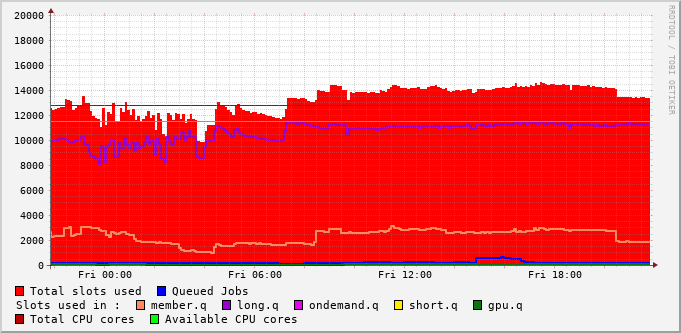 20000
18000
16000
14000
12000
10000
8000
6000
4000
2000
0
Fri 00:00 Fri 06:00 Fri 12:00 Fri 18:00
RRDTOOL / TOBI OETIKER
Total slots used Queued Jobs
Slots used in : member.q long.q ondemand.q short.q gpu.q
Total CPU cores Available CPU cores